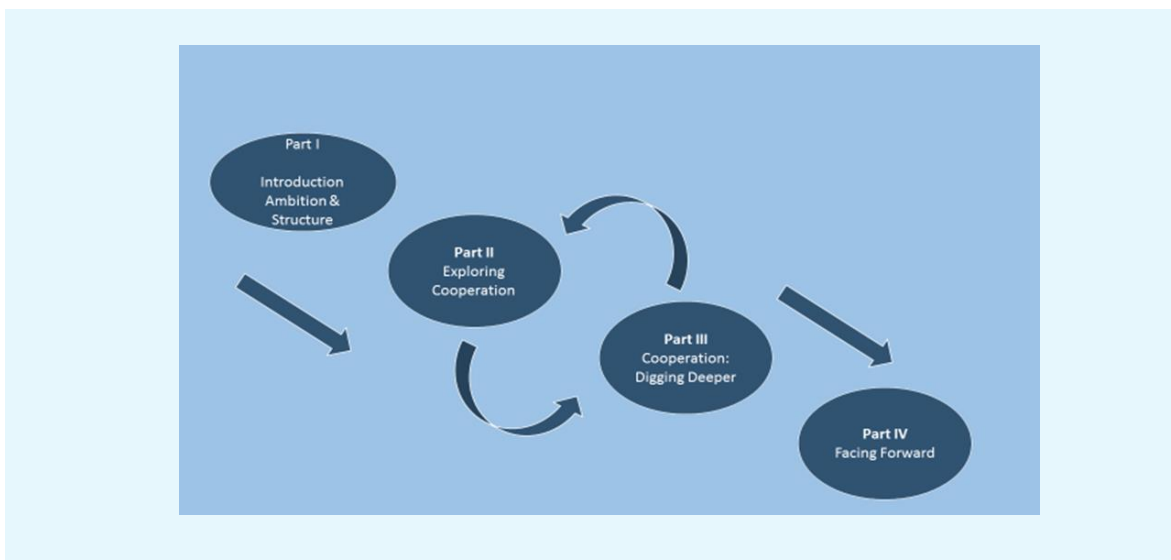 Part I
Introduction
Ambition &
Structure
Part II
Exploring
Cooperation
Part III
Cooperation:
Digging Deeper
Part IV
Facing Forward